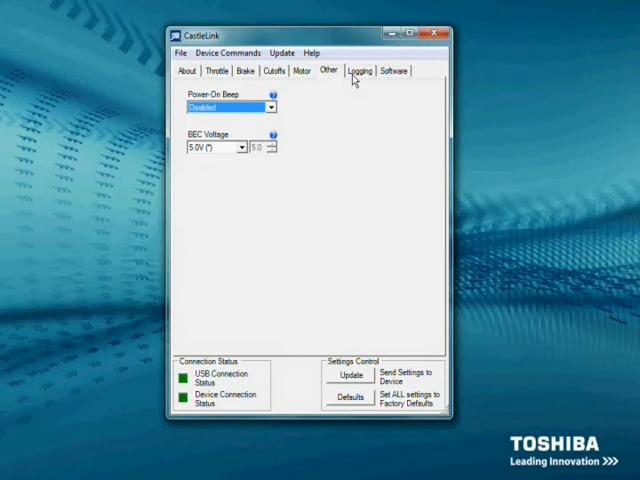 CastleLink
File Device Commands Update Help
About Throttle Brake Cutoffs Motor Other Logging Software
Power-On Beep
Disabled
BEC Voltage
5.0V (*) 5.0
Connection Status
USB Connection
Status
Device Connection
Status
Settings Control
Update
Send Settings to
Device
Defaults
Set ALL settings to
Factory Defaults
TOSHIBA
Leading Innovation >>>